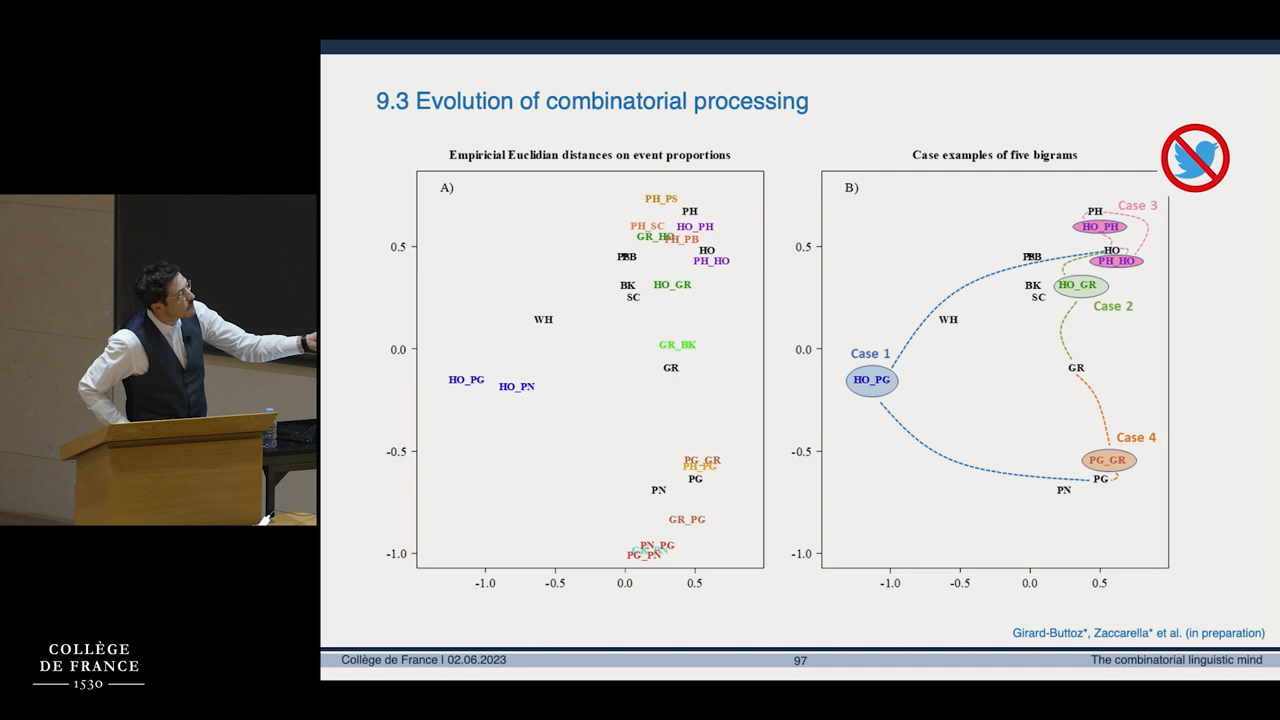 9.3 Evolution of combinatorial processing
Empiricial Euclidian distances on event proportions
A)
PH_PS
PH
PH_SC
HO_PH
GR_HO
PH_PB
HO
PH_HO
0.5
BK
HO_GR
SC
WH
0.0
GR_BK
GR
HO_PG
HO_PN
-0.5
PG_GR
PH_PG
PG
PN
GR_PG
PN_PG
PG_PN
-1.0
-1.0 -0.5 0.0 0.5
Case examples of five bigrams
B)
PH
Case 3
HO_PH
0.5
HO
PH_HO
BK
HO_GR
SC
Case 2
WH
0.0
Case 1
GR
HO_PG
Case 4
-0.5
PG_GR
PG
PN
-1.0
-1.0 -0.5 0.0 0.5
Girard-Buttoz*, Zaccarella* et al. (in preparation)
Collège de France I 02.06.2023
97
The combinatorial linguistic mind
COLLÈGE
DE FRANCE
1530